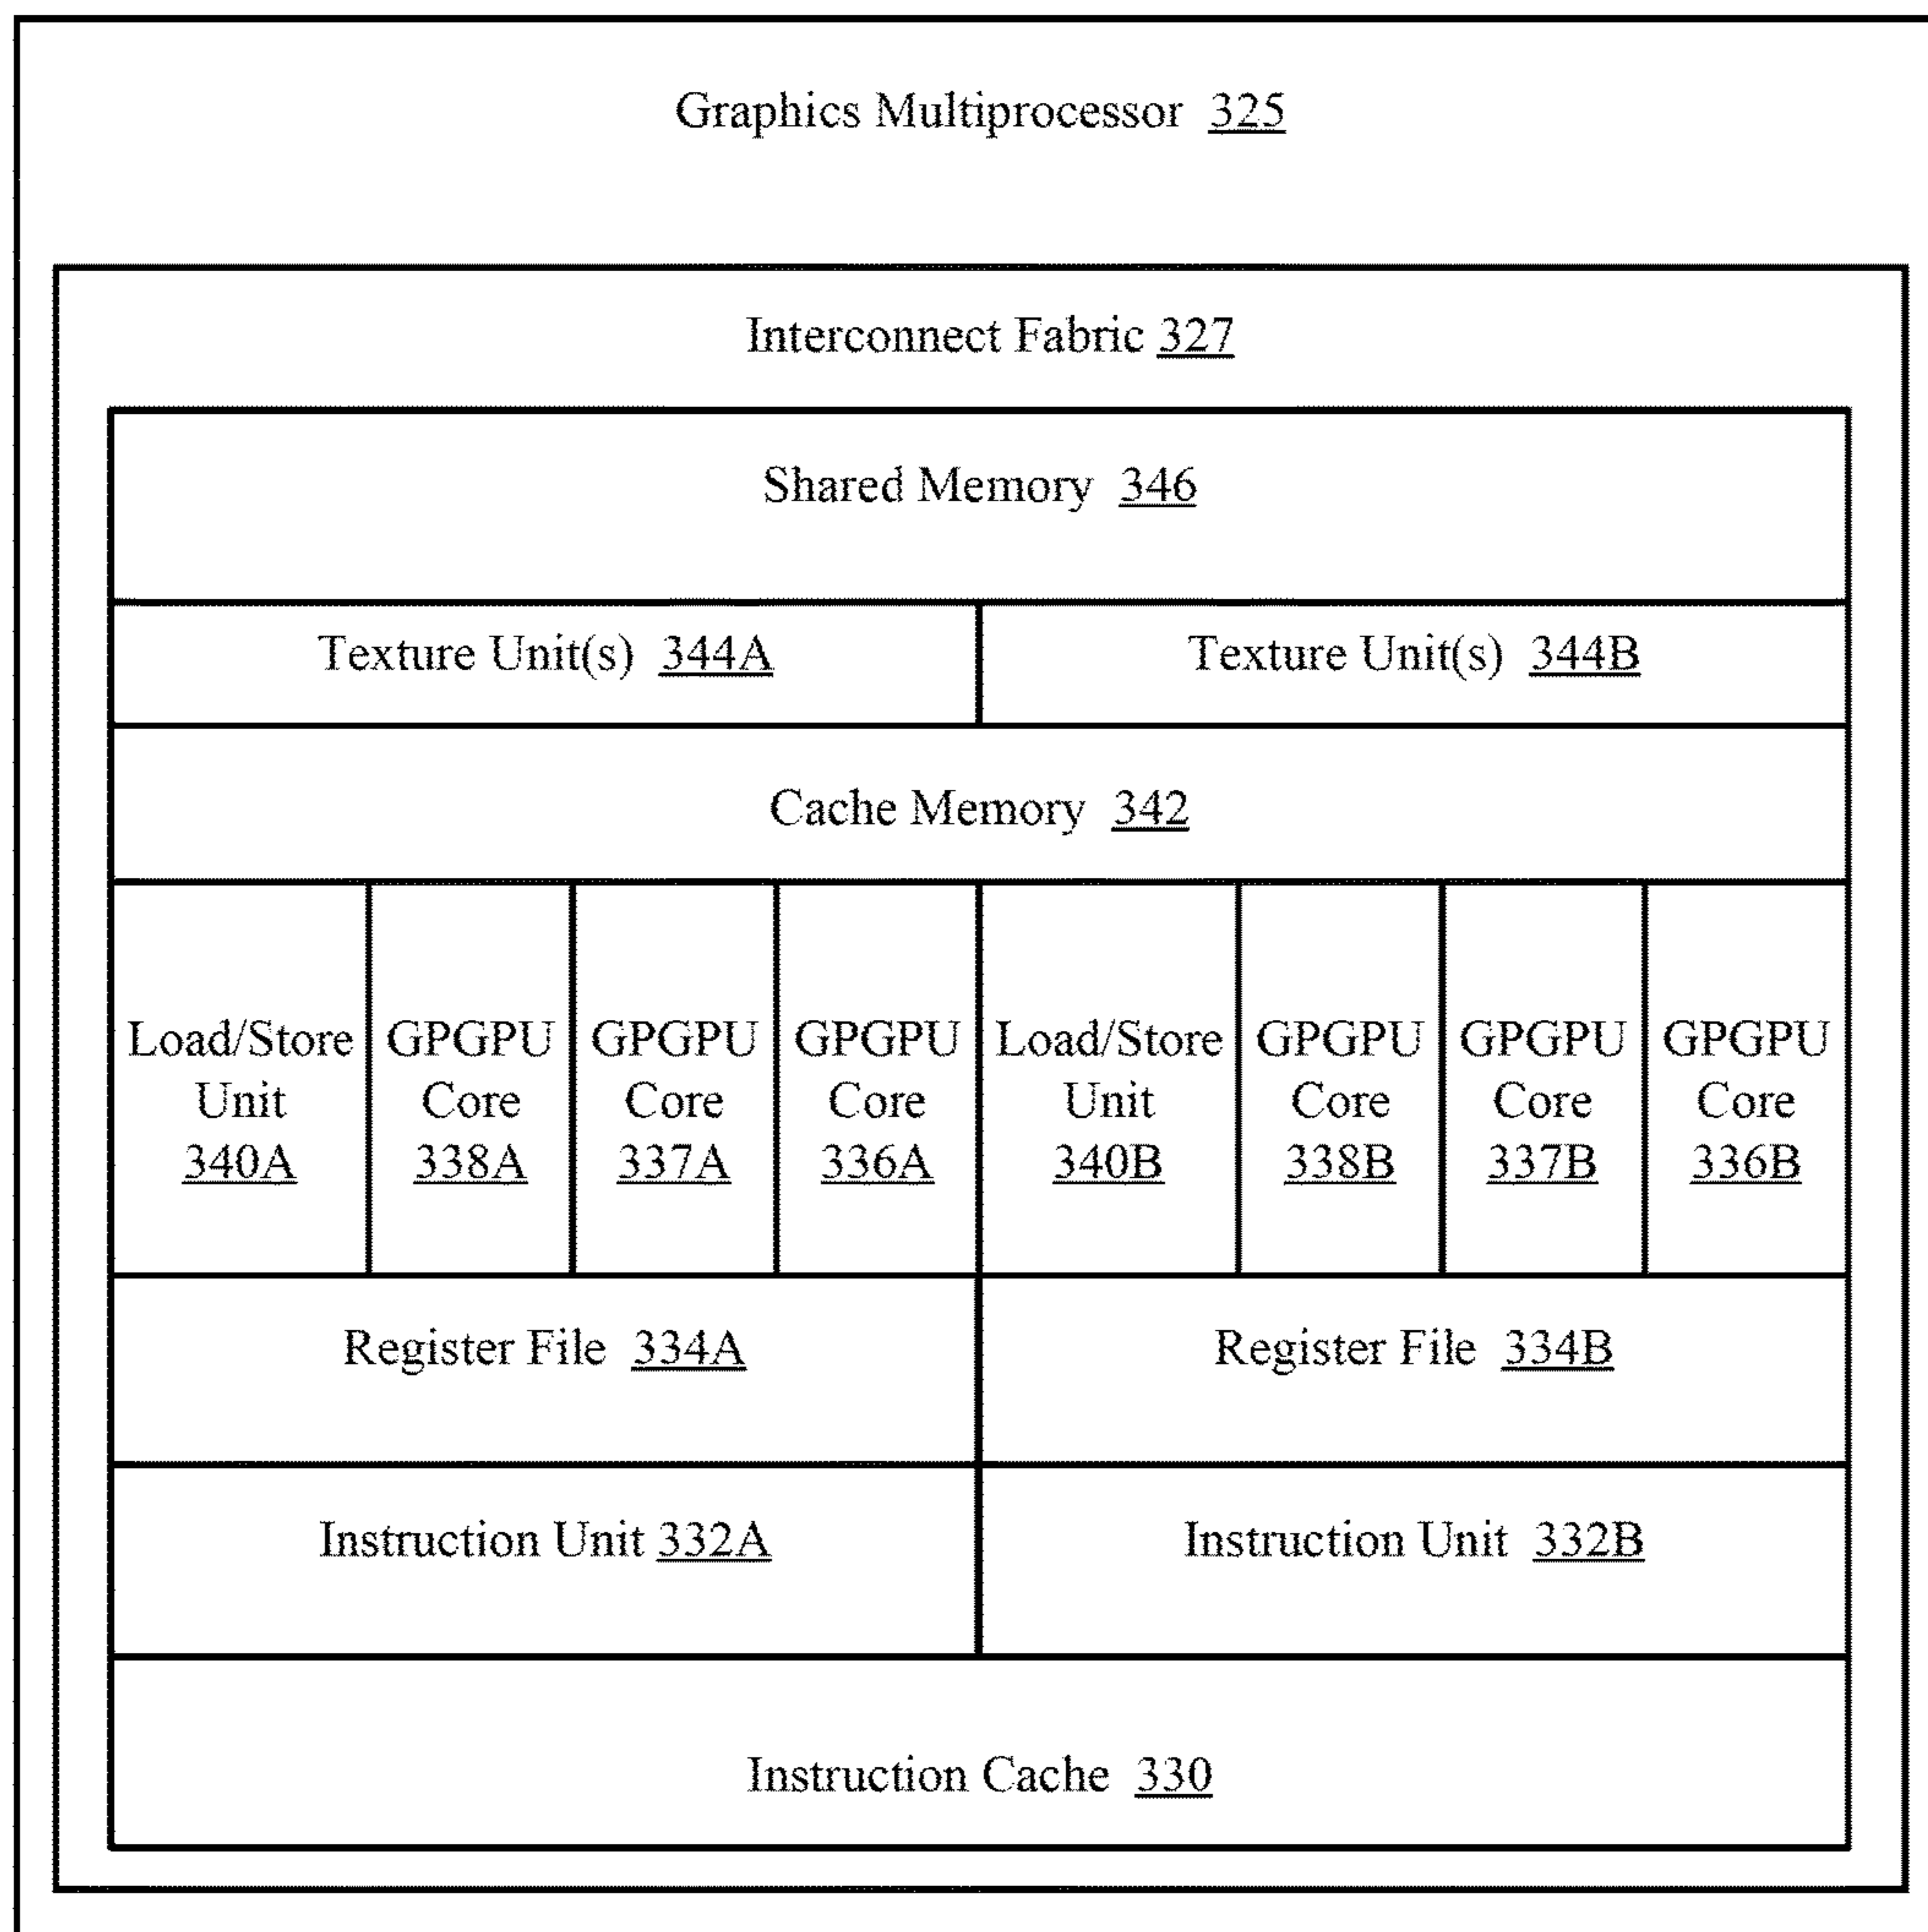 Graphics Multiprocessor 325
Interconnect Fabric 327
Shared Memory 346
Texture Unit(s) 344A
Texture Unit(s) 344B
Cache Memory 342
Load/Store
Unit
340A
GPGPU
Core
338A
GPGPU
Core
337A
GPGPU
Core
336A
Load/Store
Unit
340B
GPGPU
Core
338B
GPGPU
Core
337B
GPGPU
Core
336B
Register File 334A
Register File 334B
Instruction Unit 332A
Instruction Unit 332B
Instruction Cache 330